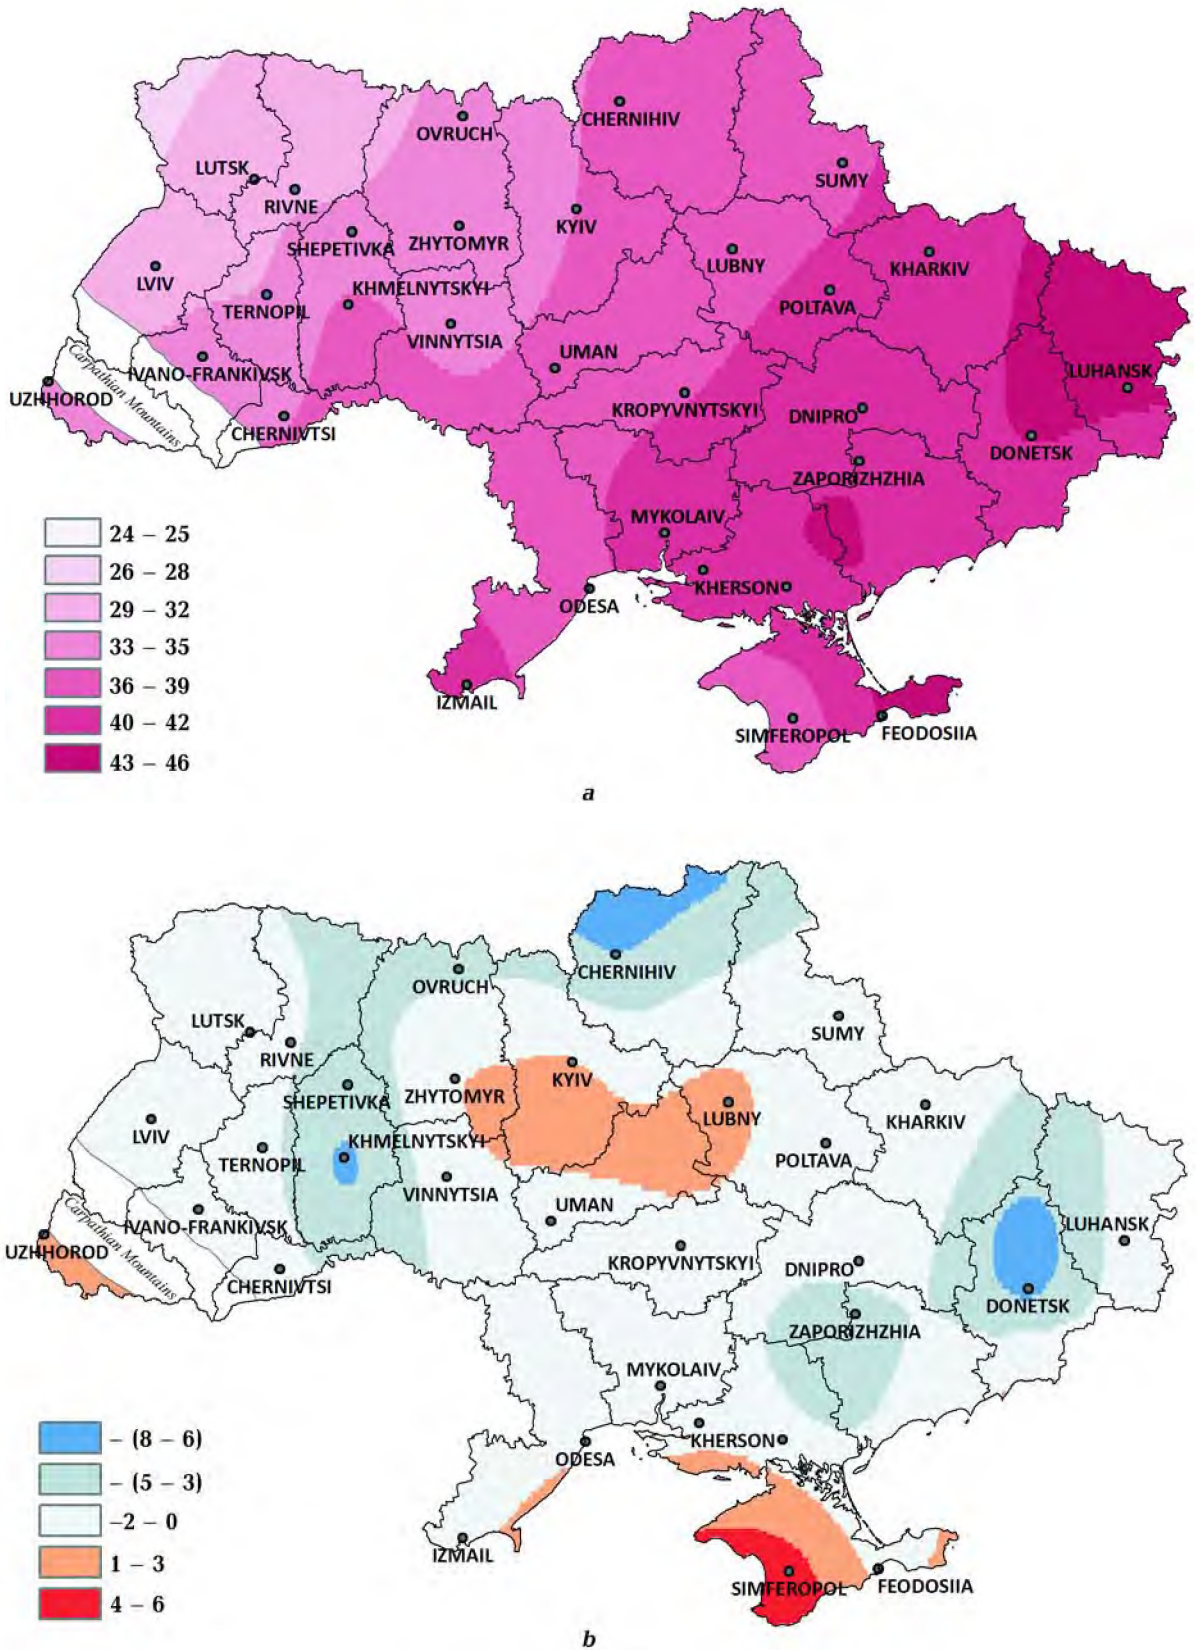 CHERNIHIV
OVRUCH
LUTSK
SUMY
RIVNE
KYIV
SHEPETIVKA
ZHYTOMYR
LVIV
LUBNY
KHARKIV
KHMELNYTSKYI
TERNOPIL
POLTAVA
VINNYTSIA
UMAN
Carpathian Mountains
IVANO-FRANKIVSK
LUHANSK
UZHHOROD
KROPYVNYTSKYI
DNIPRO
CHERNIVTSI
DONETSK
ZAPORIZHZHIA
MYKOLAIV
24 – 25
26 – 28
KHERSON
29 – 32
ODESA
33 – 35
36 – 39
IZMAIL
40 – 42
SIMFEROPOL
FEODOSIIA
43 – 46
a
CHERNIHIV
OVRUCH
LUTSK
SUMY
RIVNE
KYIV
SHEPETIVKA
ZHYTOMYR
LVIV
LUBNY
KHARKIV
KHMELNYTSKYI
TERNOPIL
POLTAVA
VINNYTSIA
UMAN
Carpathian Mountains
IVANO-FRANKIVSK
LUHANSK
UZHHOROD
KROPYVNYTSKYI
DNIPRO
CHERNIVTSI
DONETSK
ZAPORIZHZHIA
MYKOLAIV
– (8 – 6)
KHERSON
ODESA
– (5 – 3)
–2 – 0
IZMAIL
1 – 3
SIMFEROPOL
FEODOSIIA
4 – 6
b